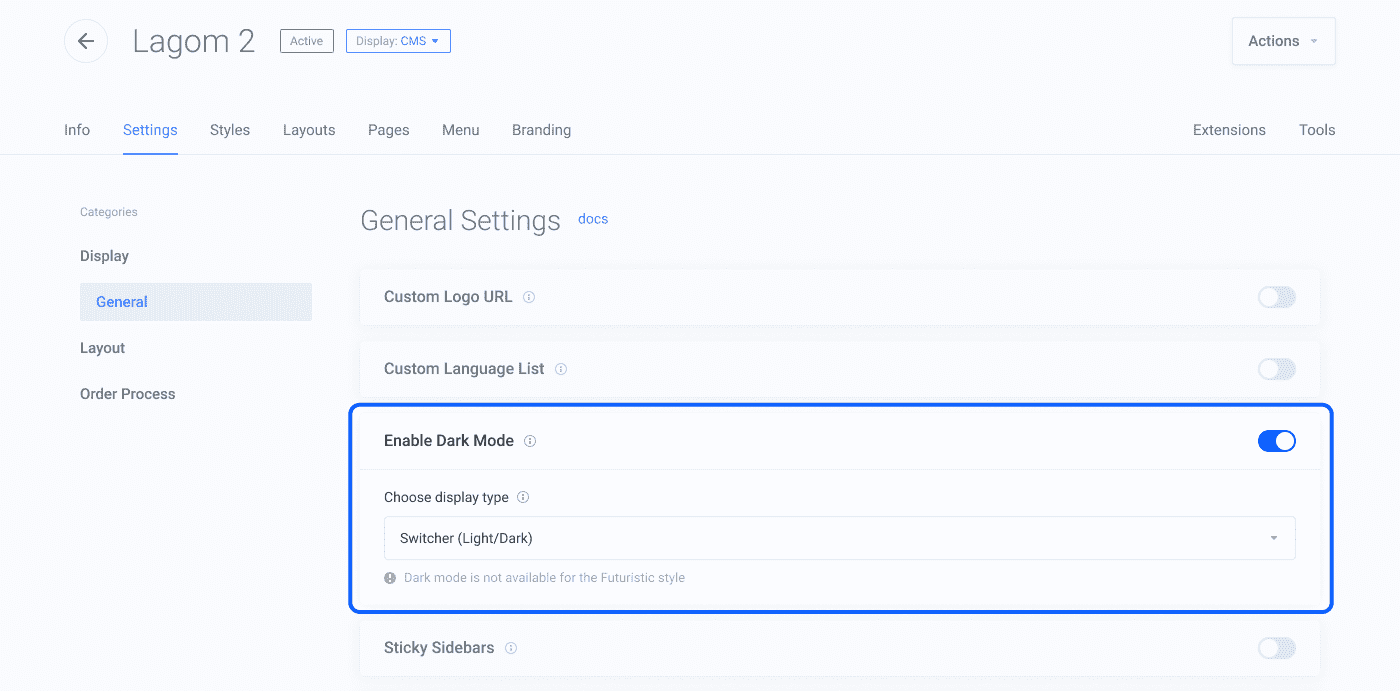 Lagom 2
Active
Display: CMS
Actions
Info
Settings
Styles
Layouts
Pages
Menu
Branding
Extensions
Tools
Categories
Display
General
Layout
Order Process
General Settings docs
Custom Logo URL
Custom Language List
Enable Dark Mode
Choose display type
Switcher (Light/Dark)
Dark mode is not available for the Futuristic style
Sticky Sidebars